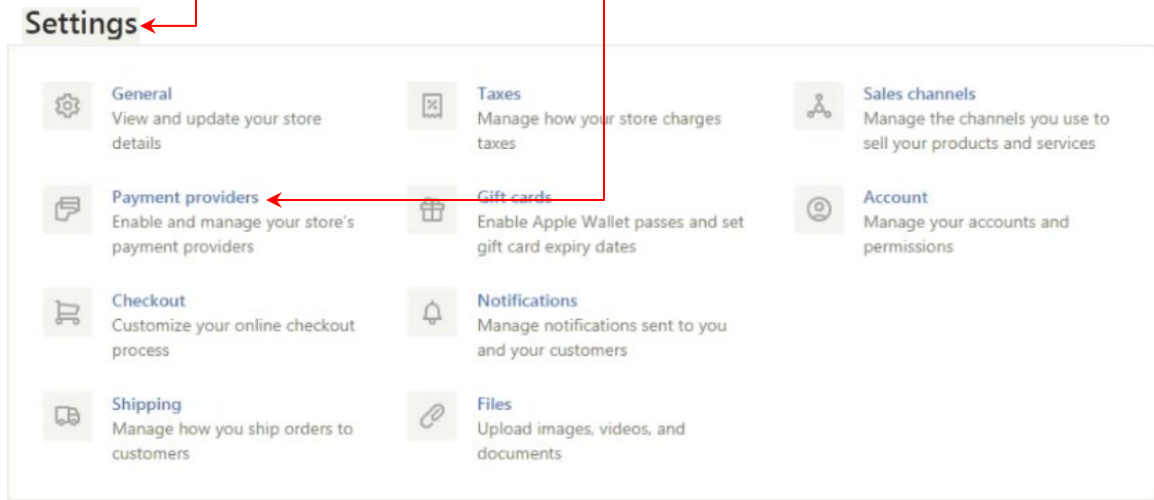 Settings
General
View and update your store
details
Taxes
Manage how your store charges
taxes
Sales channels
Manage the channels you use to
sell your products and services
Payment providers
Enable and manage your store's
payment providers
Gift cards
Enable Apple Wallet passes and set
gift card expiry dates
Account
Manage your accounts and
permissions
Checkout
Customize your online checkout
process
Notifications
Manage notifications sent to you
and your customers
Shipping
Manage how you ship orders to
customers
Files
Upload images, videos, and
documents